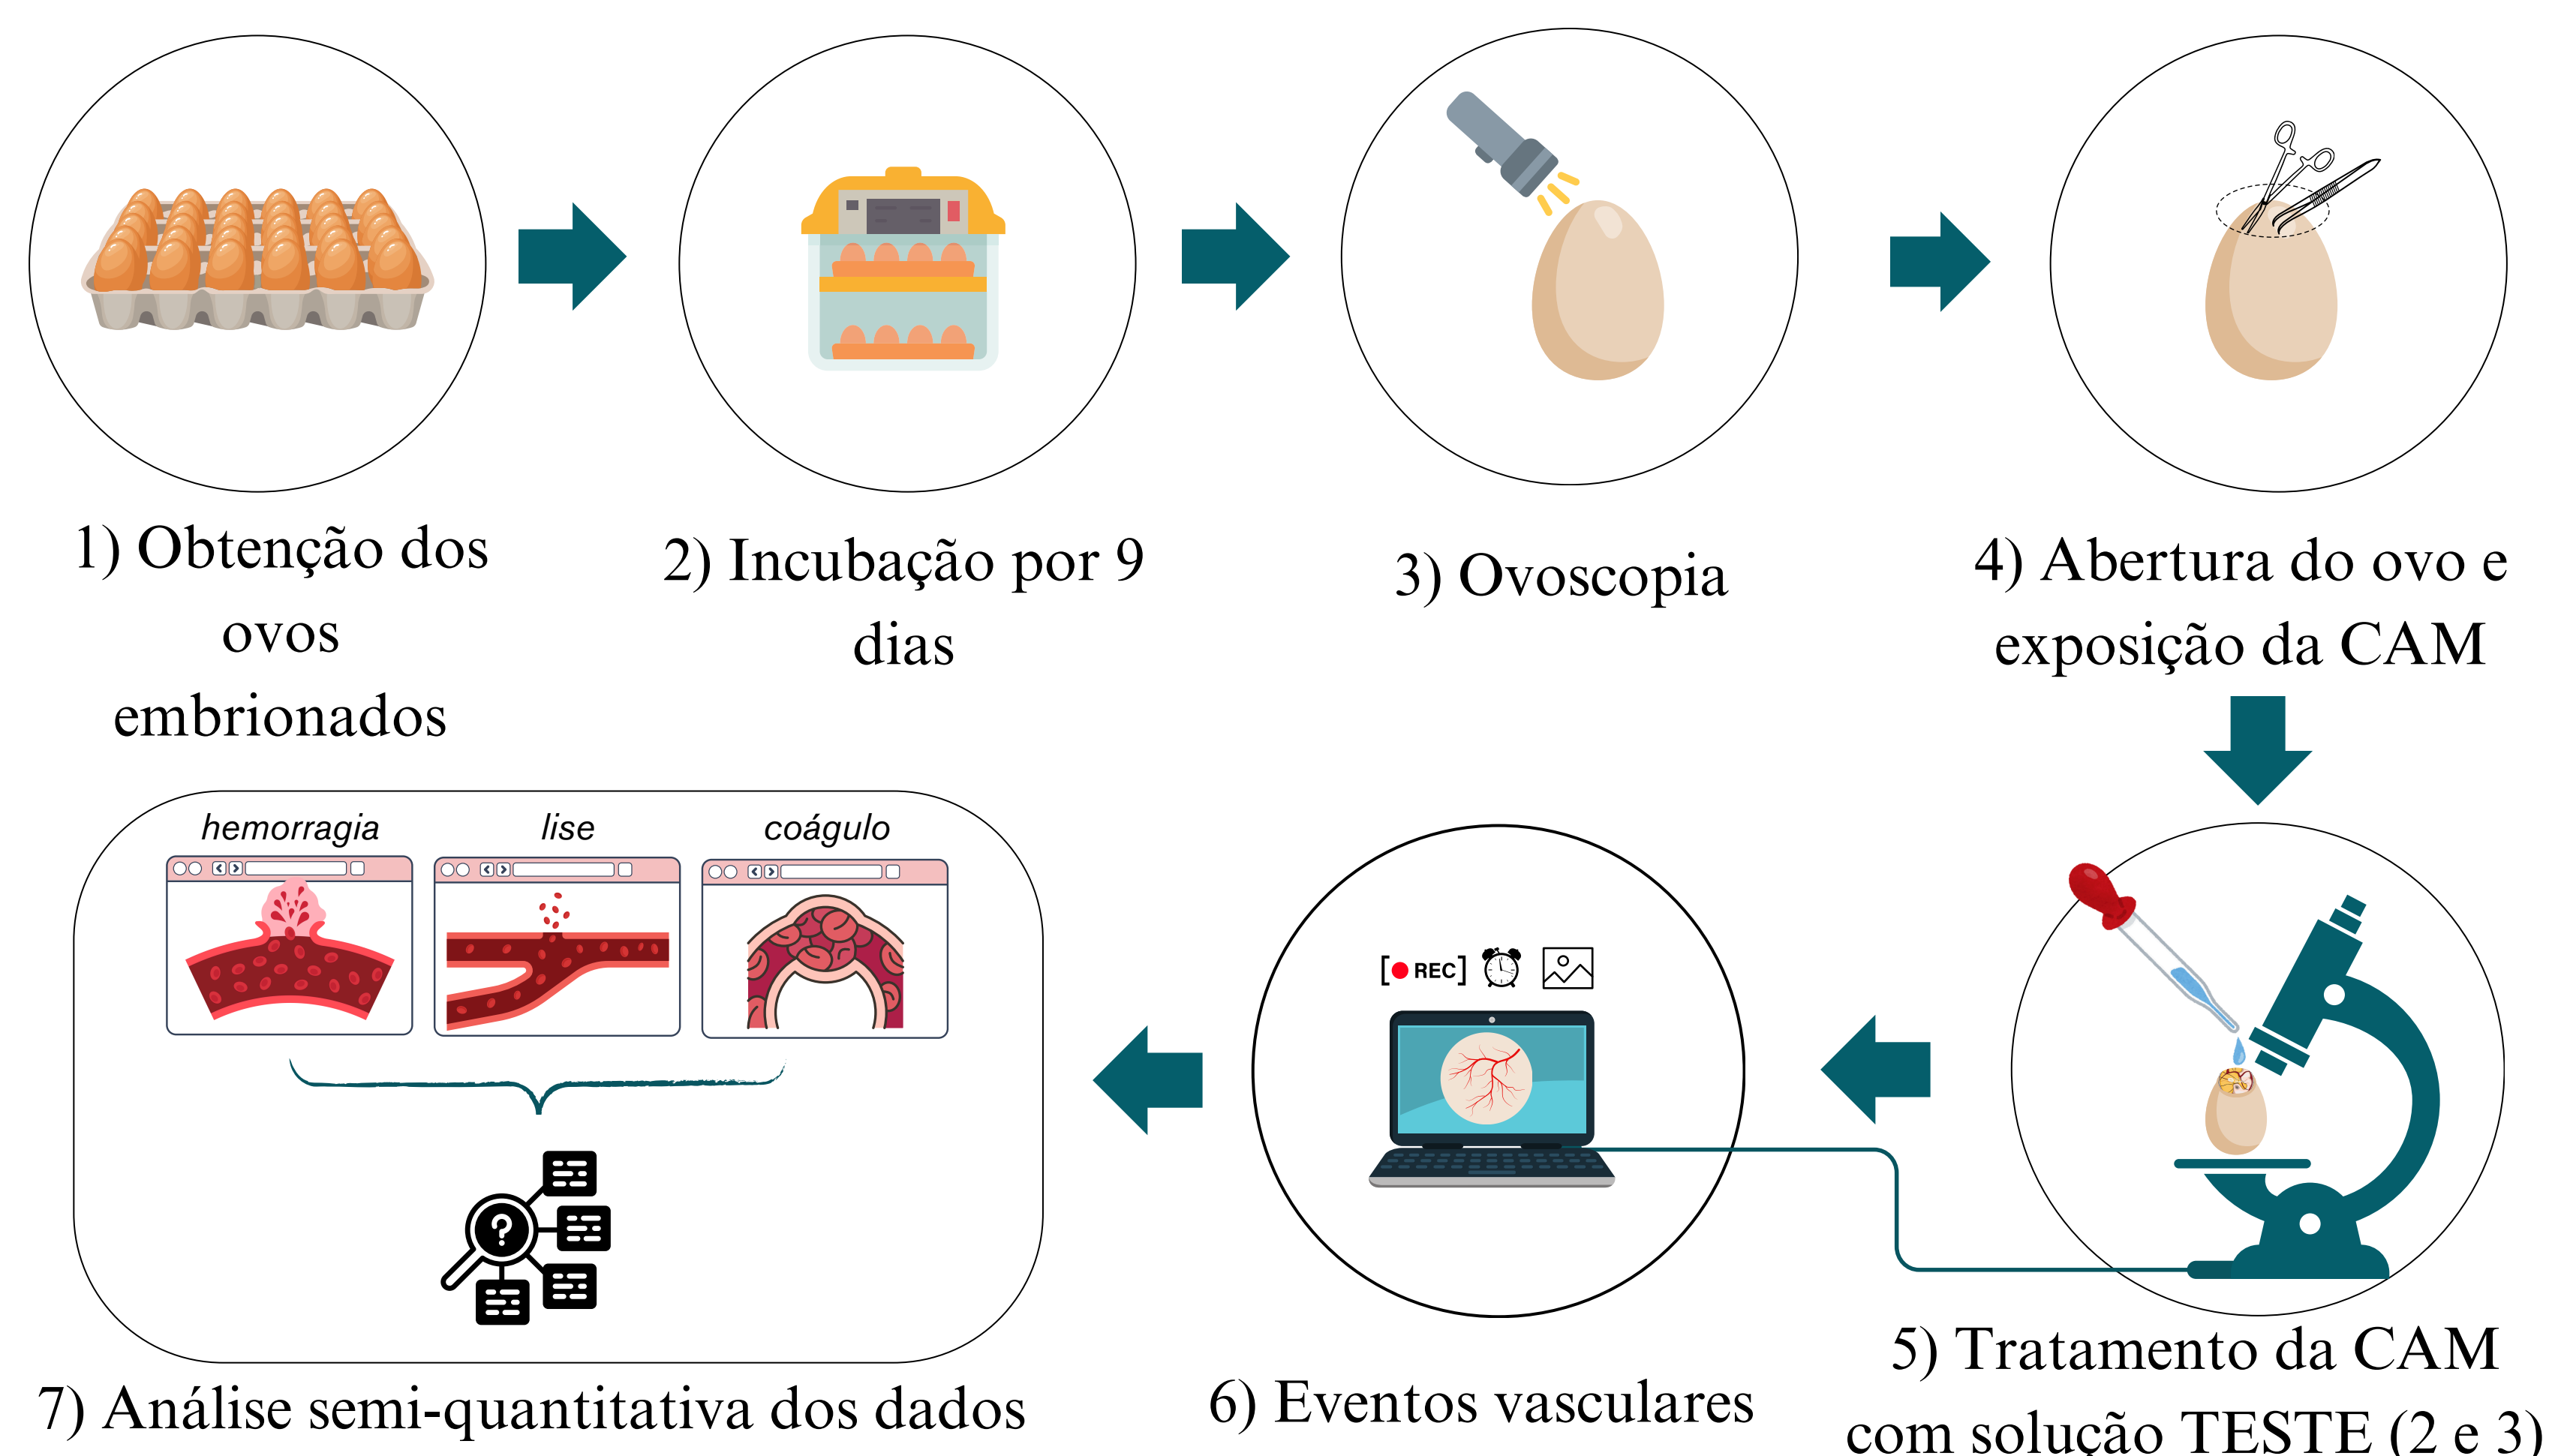 1) Obtenção dos
ovos
embrionados
2) Incubação por 9
dias
3) Ovoscopia
4) Abertura do ovo e
exposição da CAM
5) Tratamento da CAM
com solução TESTE (2 e 3)
[● REC]
6) Eventos vasculares
hemorragia
lise
coágulo
?
7) Análise semi-quantitativa dos dados